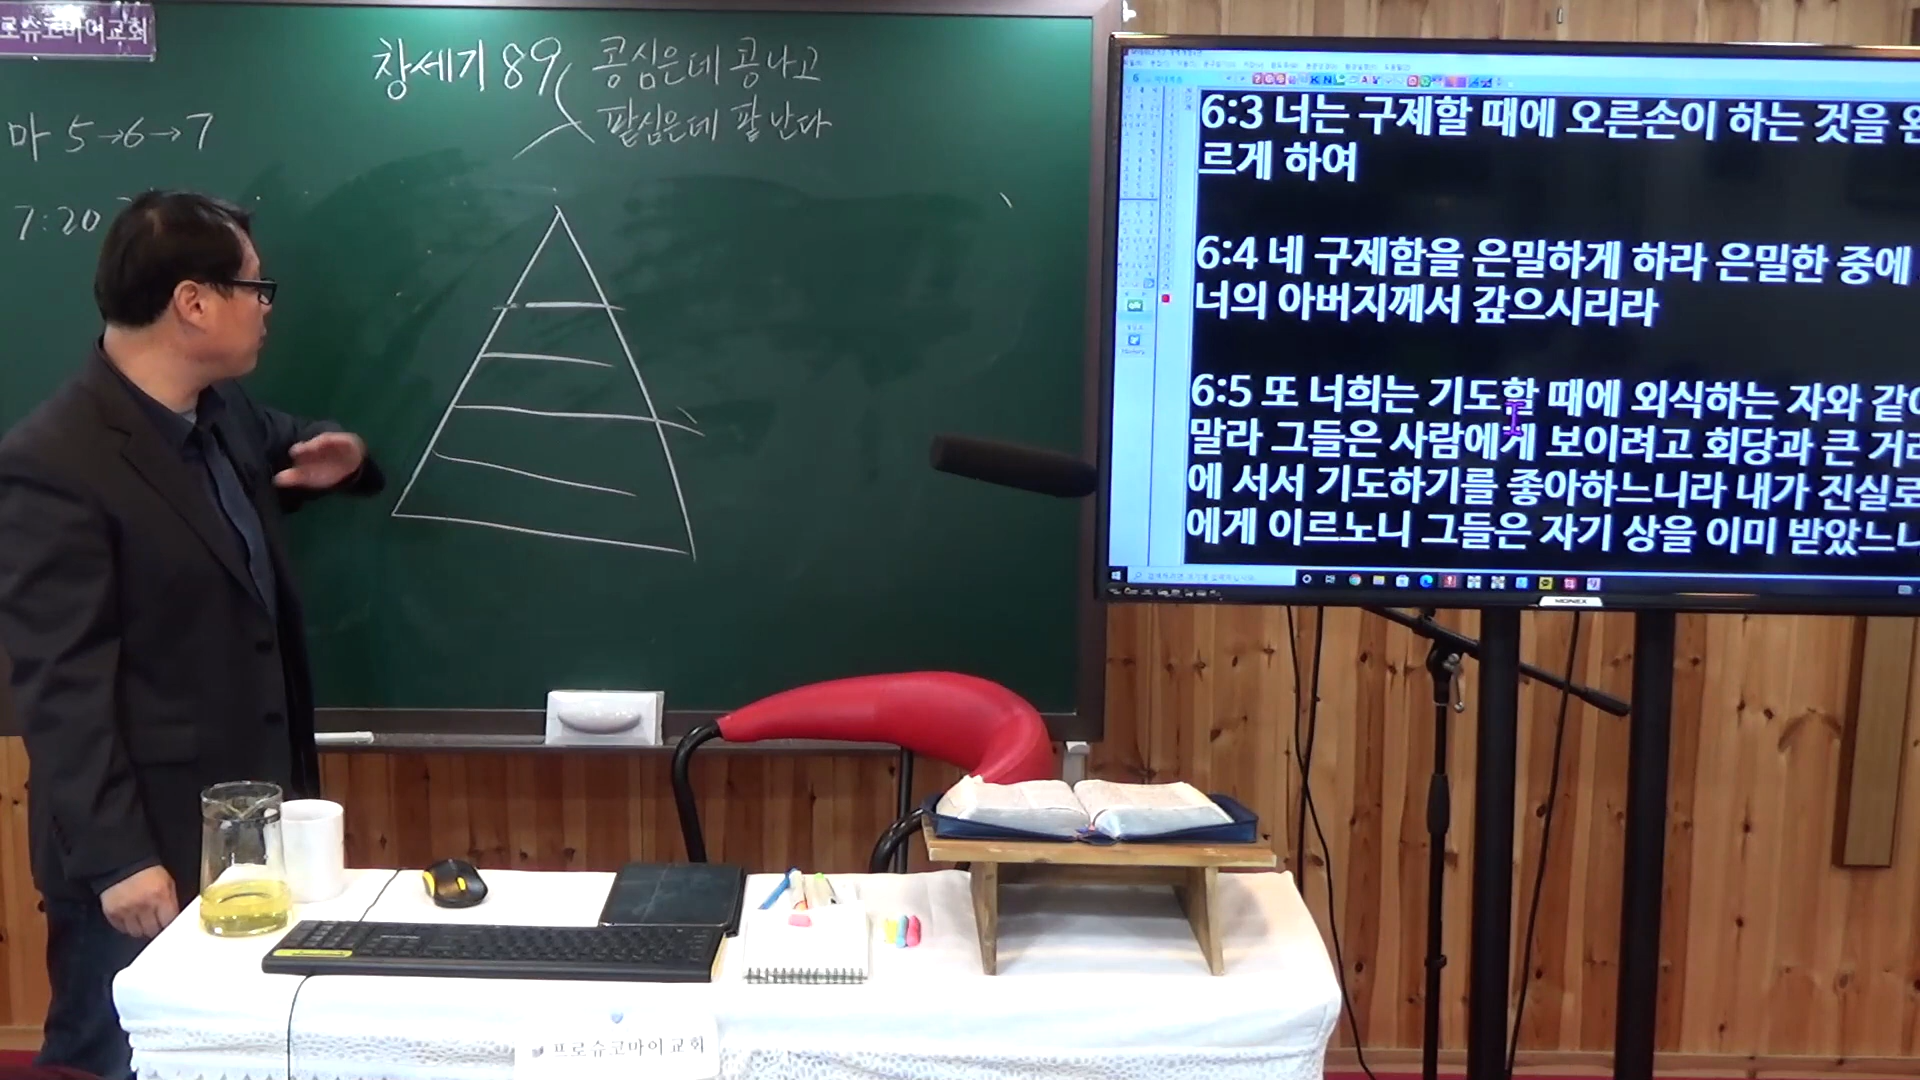 프로슈코마이교회
창세기 89
콩심은데 콩나고
팥심은데 팥난다
마 5→6→7
7:20
6:3 너는 구제할 때에 오른손이 하는 것을
르게 하여
6:4 네 구제함을 은밀하게 하라 은밀한 중에
너의 아버지께서 갚으시리라
6:5 또 너희는 기도할 때에 외식하는 자와 같이
말라 그들은 사람에게 보이려고 회당과 큰 거리
에 서서 기도하기를 좋아하느니라 내가 진실로
에게 이르노니 그들은 자기 상을 이미 받았느니
MONEX
프로슈코마이교회